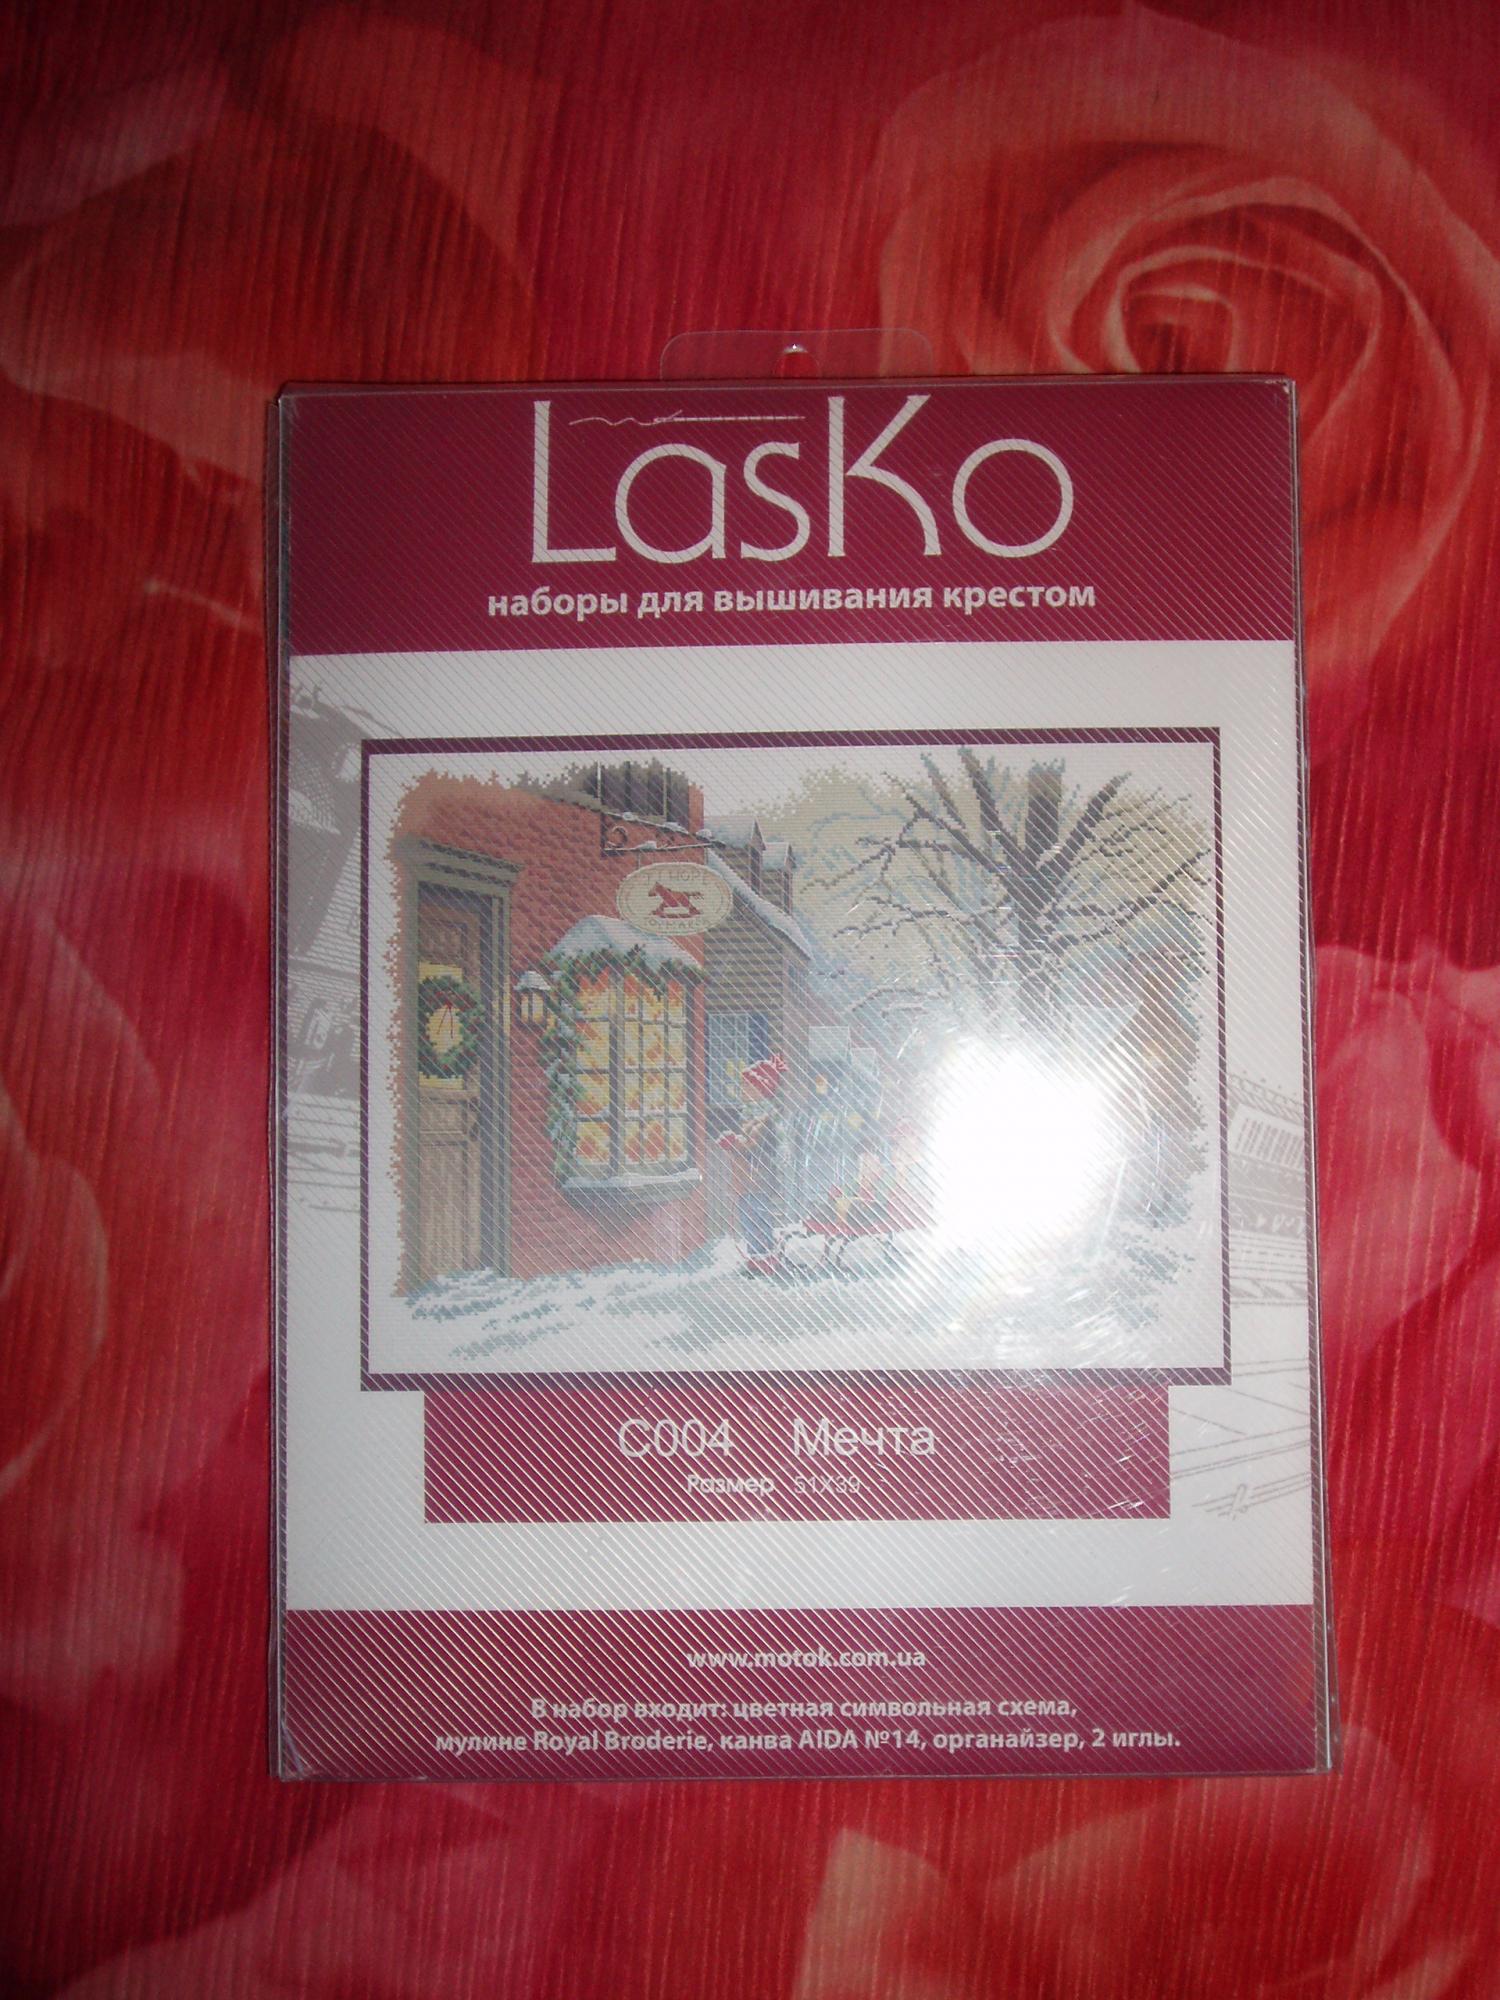 LasKo
наборы для вышивания крестом
C004 Мечта
Размер 51X39
www.motok.com.ua
В набор входит: цветная символьная схема,
мулине Royal Broderie, канва AIDA №14, органайзер, 2 иглы.